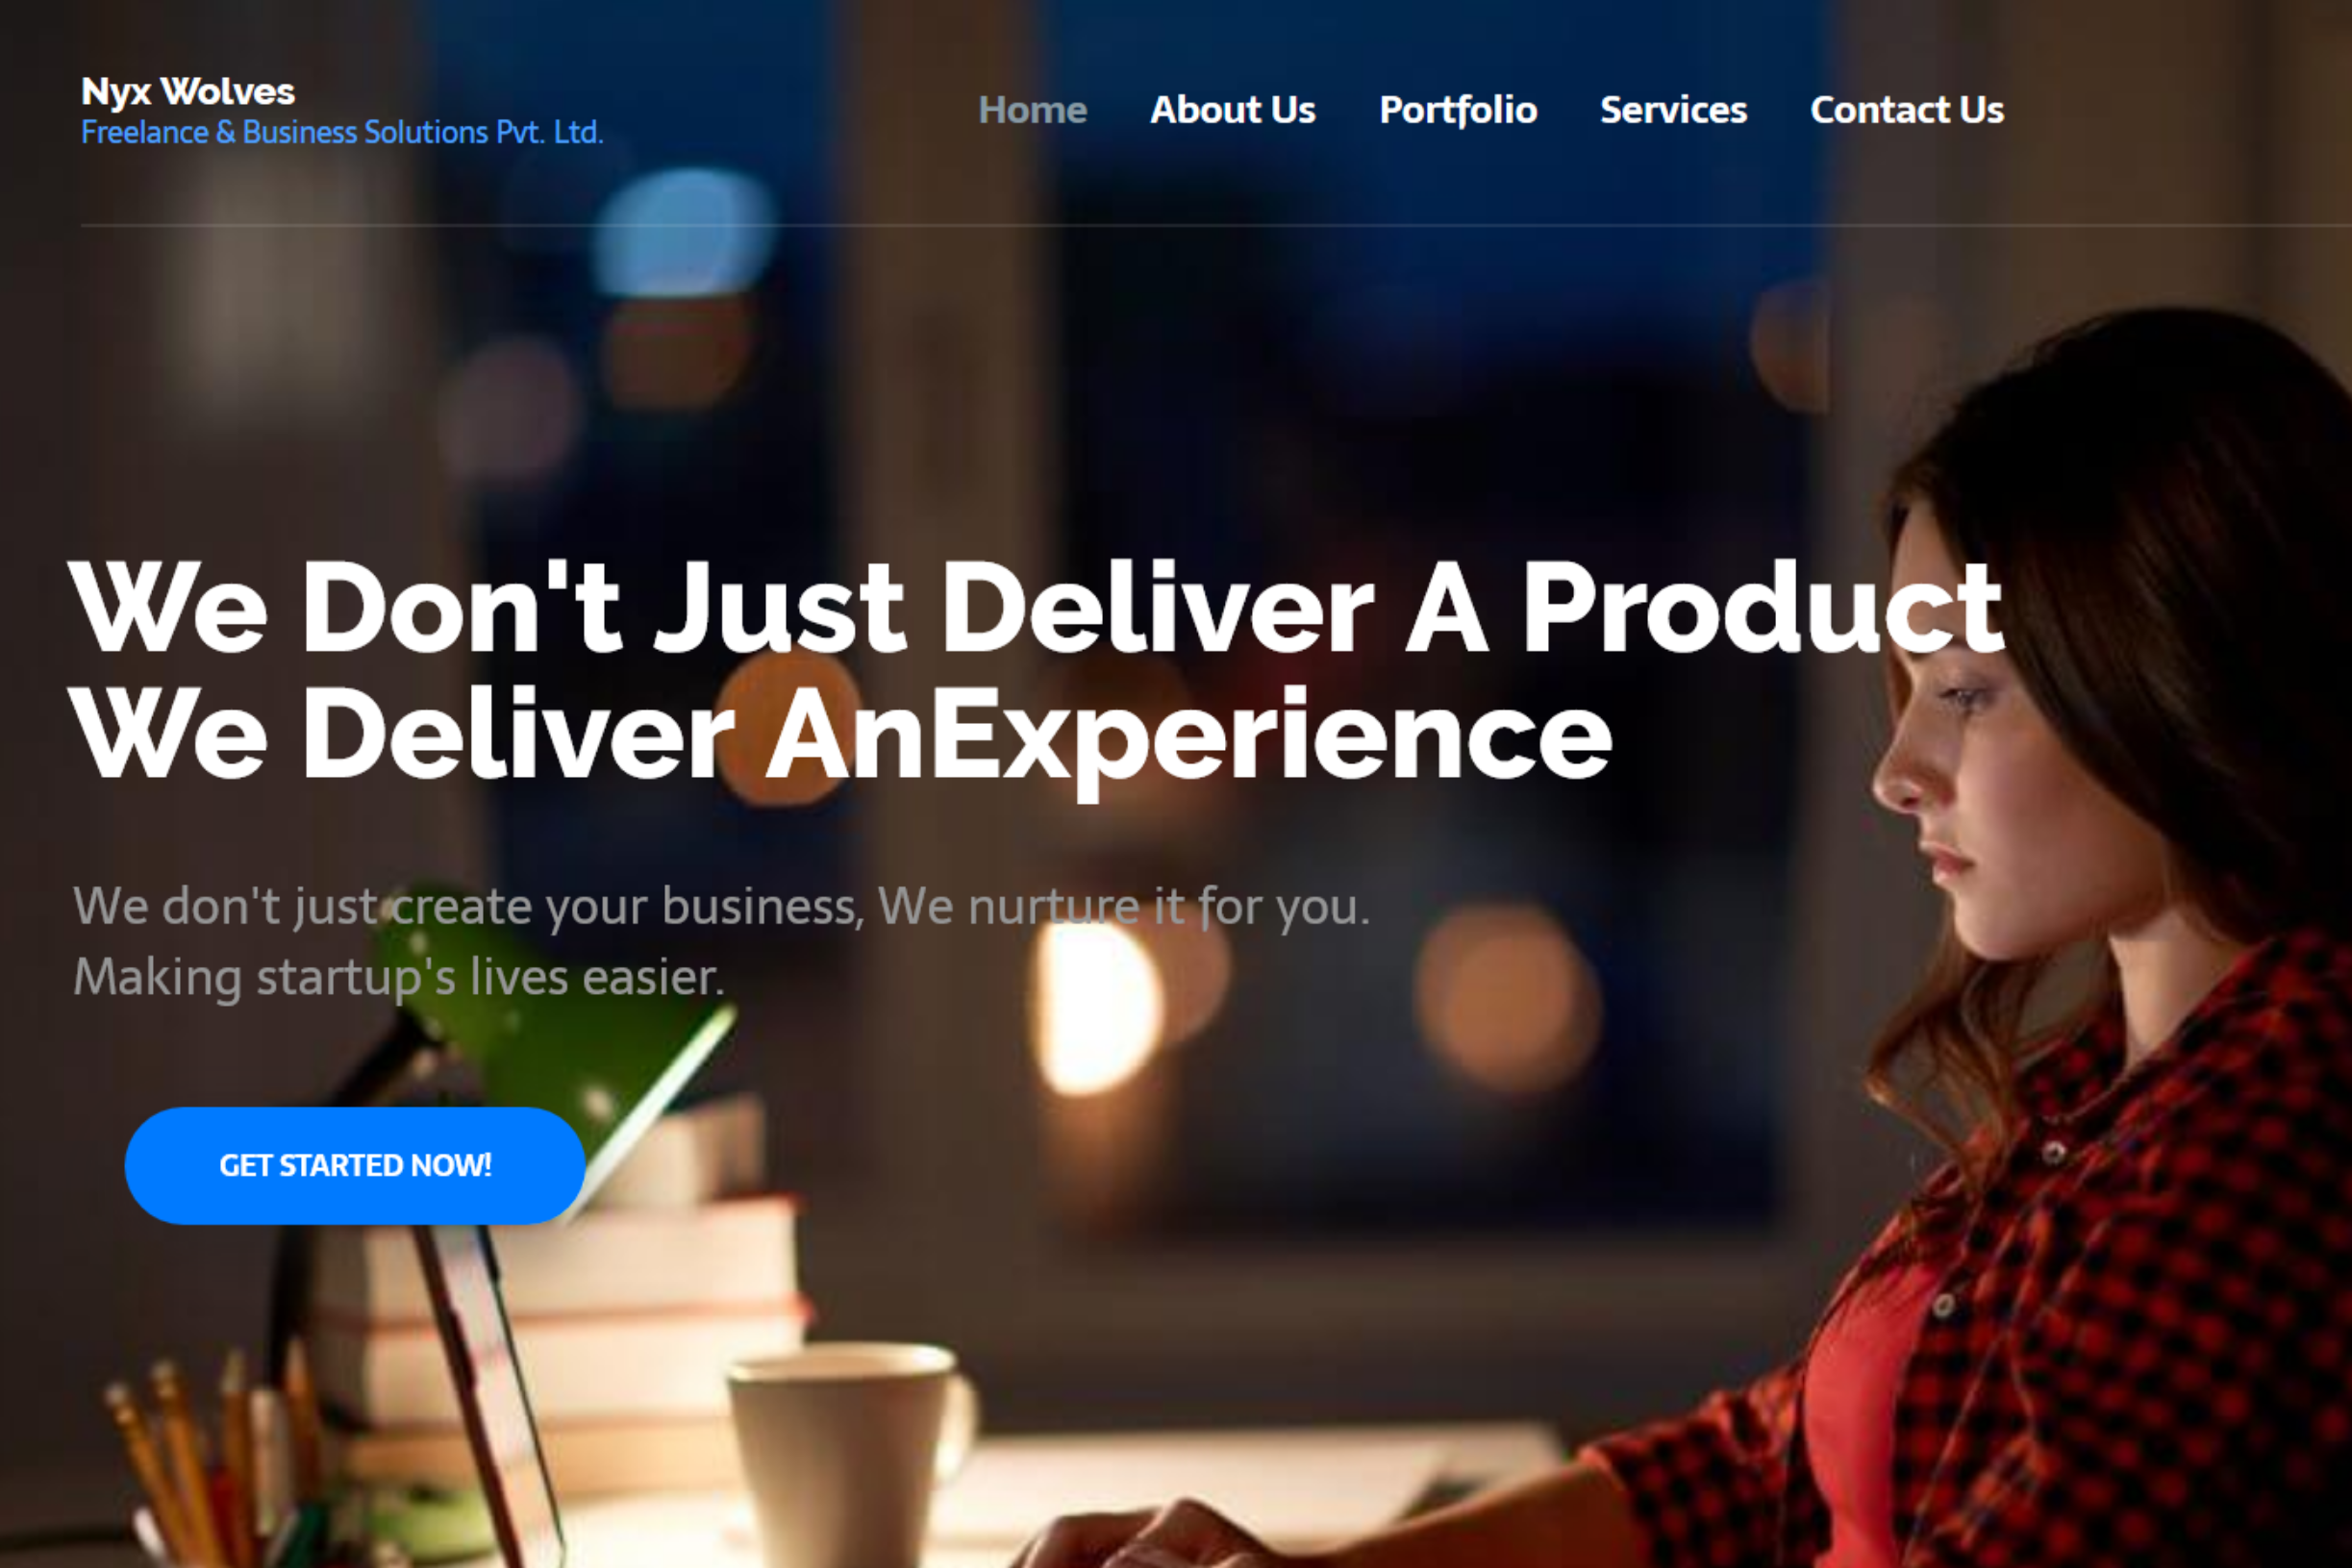 Nyx Wolves
Freelance & Business Solutions Pvt. Ltd.
Home About Us Portfolio Services Contact Us
We Don't Just Deliver A Product
We Deliver AnExperience
We don't just create your business, We nurture it for you.
Making startup's lives easier.
GET STARTED NOW!